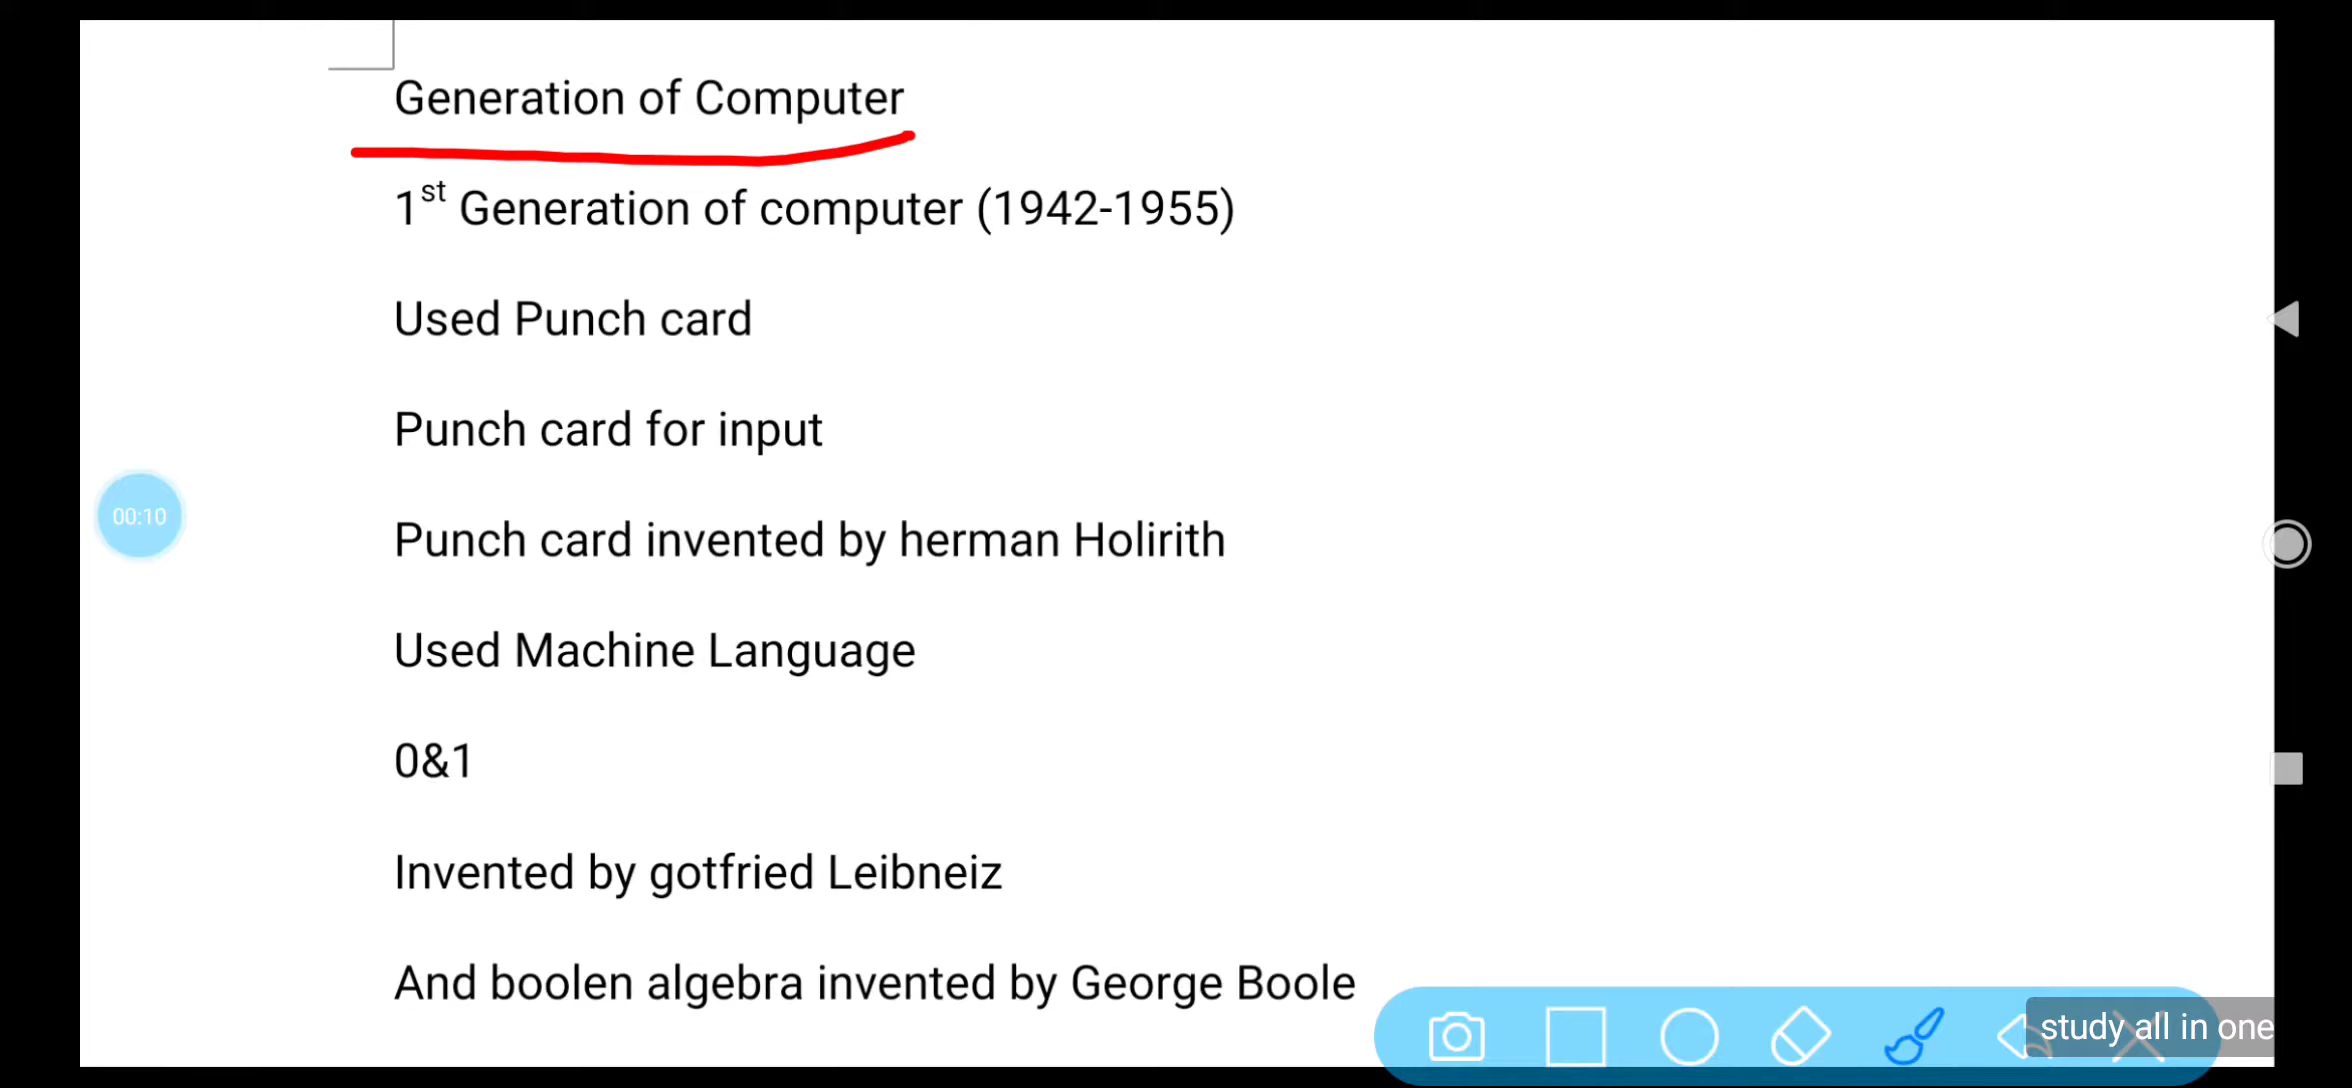 Generation of Computer
1st Generation of computer (1942-1955)
Used Punch card
Punch card for input
Punch card invented by herman Holirith
00:10
Used Machine Language
0&1
Invented by gotfried Leibneiz
And boolen algebra invented by George Boole
study all in one